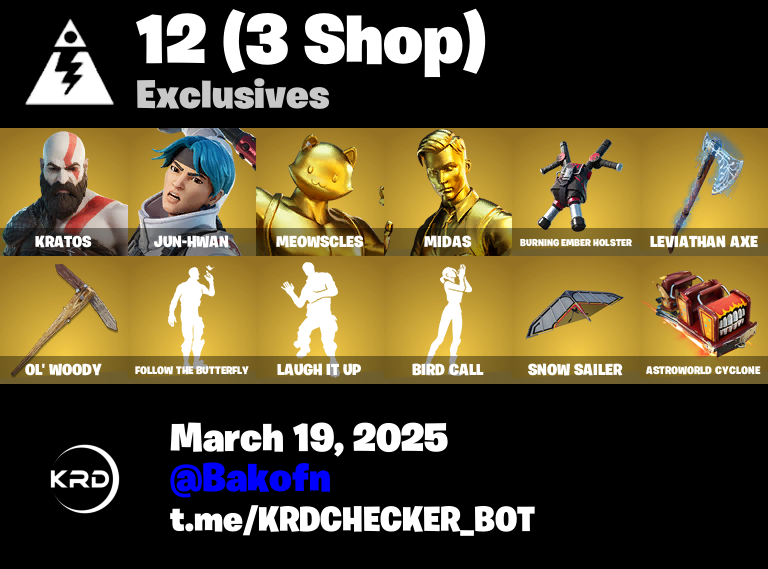 12 (3 Shop)
Exclusives
KRATOS
JUN-HWAN
MEOWSCLES
MIDAS
BURNING EMBER HOLSTER
LEVIATHAN AXE
OL' WOODY
FOLLOW THE BUTTERFLY
LAUGH IT UP
BIRD CALL
SNOW SAILER
ASTROWORLD CYCLONE
March 19, 2025
KRD
@Bakofn
t.me/KRDCHECKER_BOT